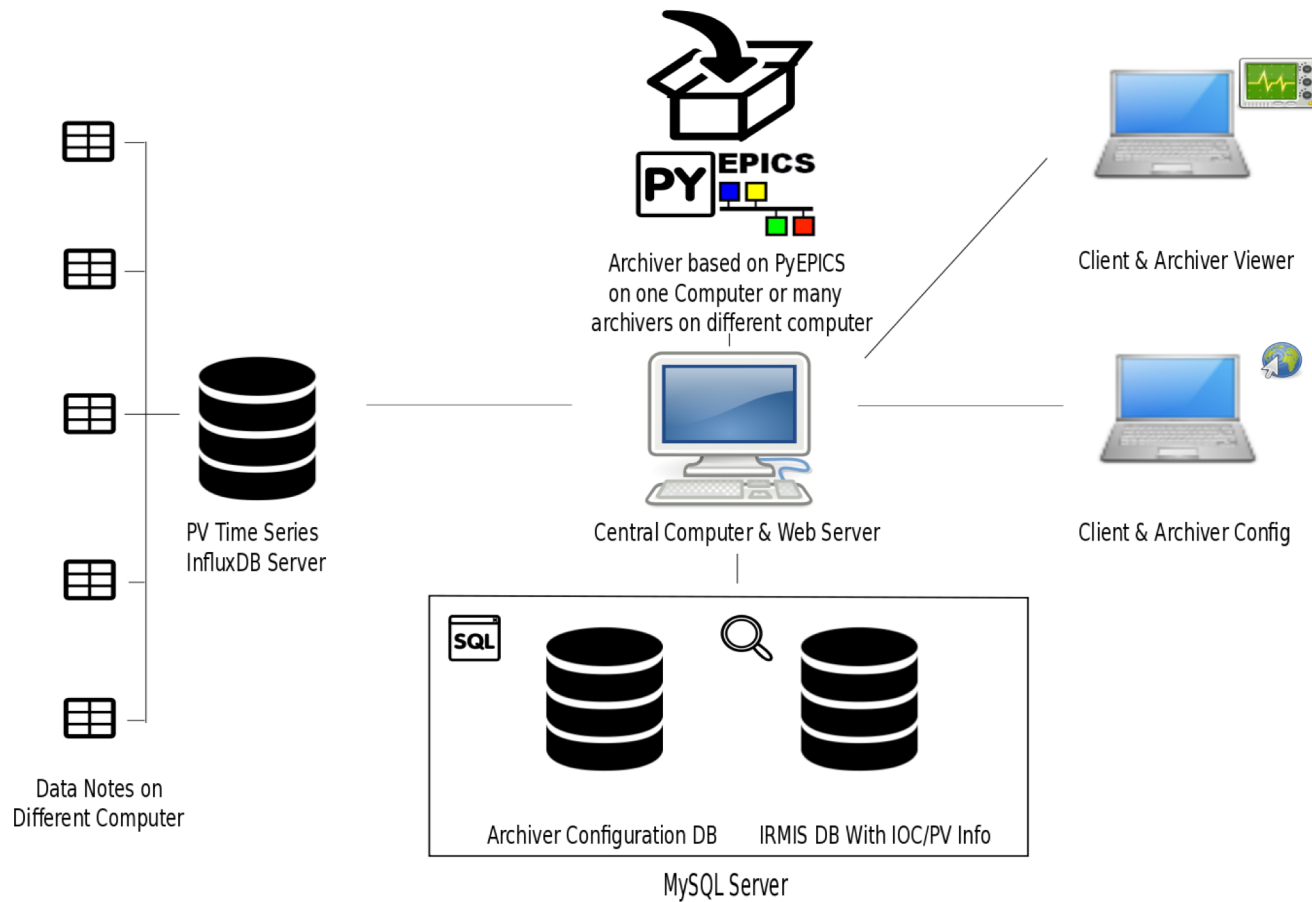 PY EPICS
Archiver based on PyEPICS
on one Computer or many
archivers on different computer
Client & Archiver Viewer
PV Time Series
InfluxDB Server
Central Computer & Web Server
Client & Archiver Config
SQL
Data Notes on
Different Computer
Archiver Configuration DB
IRMIS DB With IOC/PV Info
MySQL Server